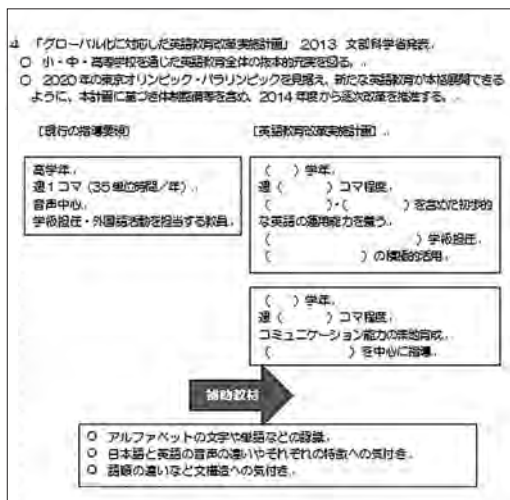 4 「グローバル化に対応した英語教育改革実施計画」 2013 文部科学省発表.
○ 小・中・高等学校を通じた英語教育全体の抜本的充実を図る。
○ 2020年の東京オリンピック・パラリンピックを見据え、新たな英語教育が本格展開できる
ように、本計画に基づき体制整備等を含め、2014年度から逐次改革を推進する。
[現行の指導要領]
[英語教育改革実施計画]
高学年.
週1コマ(35単位時間/年).
音声中心.
学級担任・外国語活動を担当する教員.
( )学年.
週( )コマ程度.
( )・( )を含めた初歩的
な英語の運用能力を養う.
( )学級担任.
( )の積極的活用.
( )学年.
週( )コマ程度.
コミュニケーション能力の素地育成.
( )を中心に指導.
補助教材
○ アルファベットの文字や単語などの認識.
○ 日本語と英語の音声の違いやそれぞれの特徴への気付き.
○ 語順の違いなど文構造への気付き.